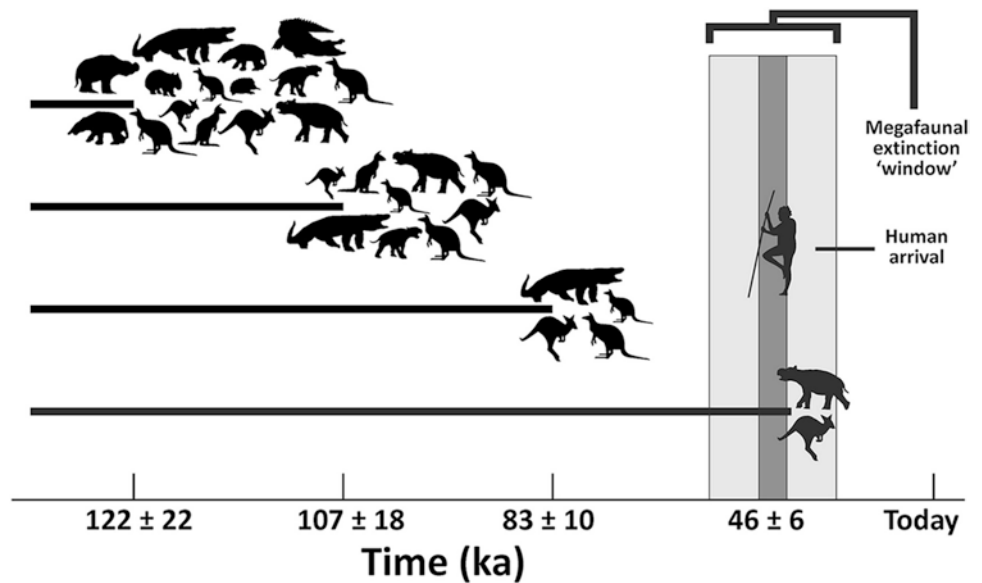 Megafaunal
extinction
‘window’
Human
arrival
122 ± 22
107 ± 18
83 ± 10
46 ± 6
Today
Time (ka)